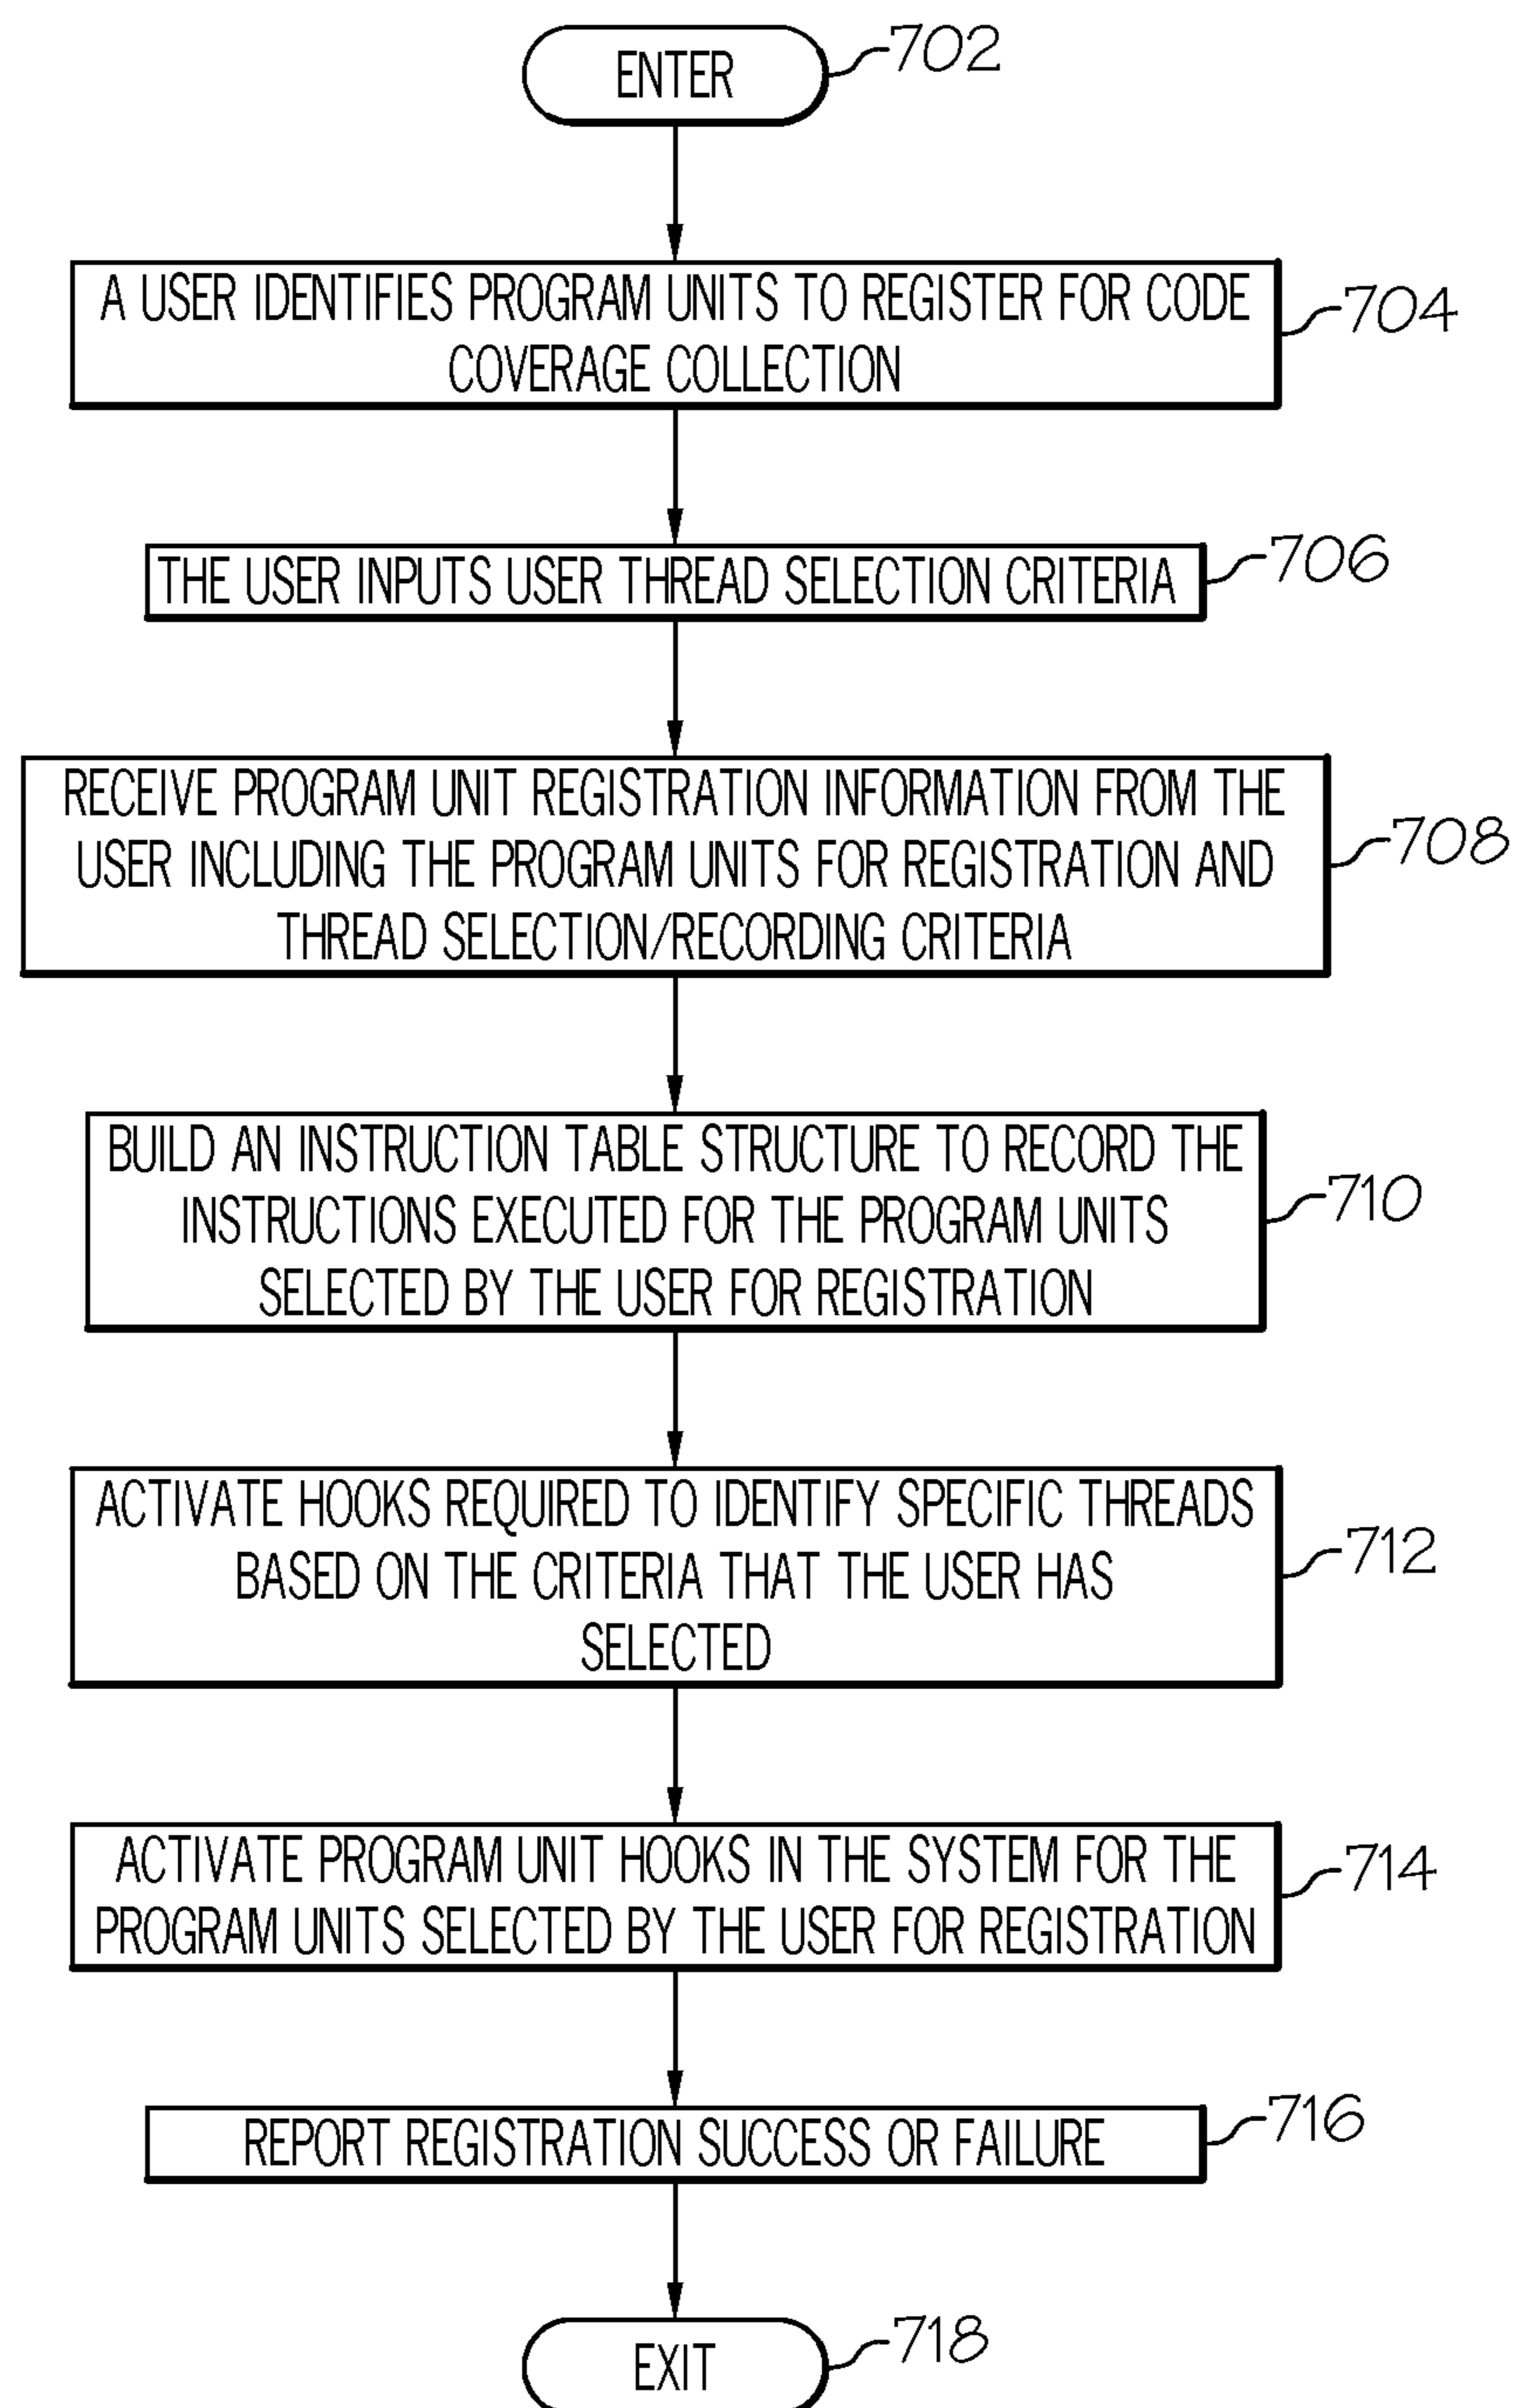 ENTER
702
A USER IDENTIFIES PROGRAM UNITS TO REGISTER FOR CODE
COVERAGE COLLECTION
704
THE USER INPUTS USER THREAD SELECTION CRITERIA
706
RECEIVE PROGRAM UNIT REGISTRATION INFORMATION FROM THE
USER INCLUDING THE PROGRAM UNITS FOR REGISTRATION AND
THREAD SELECTION/RECORDING CRITERIA
708
BUILD AN INSTRUCTION TABLE STRUCTURE TO RECORD THE
INSTRUCTIONS EXECUTED FOR THE PROGRAM UNITS
SELECTED BY THE USER FOR REGISTRATION
710
ACTIVATE HOOKS REQUIRED TO IDENTIFY SPECIFIC THREADS
BASED ON THE CRITERIA THAT THE USER HAS
SELECTED
712
ACTIVATE PROGRAM UNIT HOOKS IN THE SYSTEM FOR THE
PROGRAM UNITS SELECTED BY THE USER FOR REGISTRATION
714
REPORT REGISTRATION SUCCESS OR FAILURE
716
EXIT
718